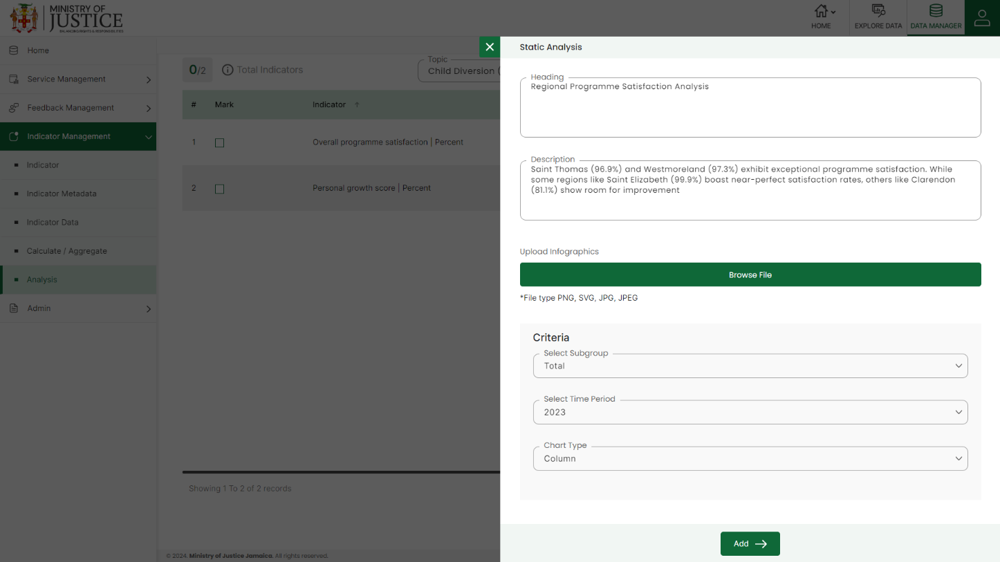 MINISTRY OF
JUSTICE
BALANCING RIGHTS & RESPONSIBILITIES
HOME
EXPLORE DATA
DATA MANAGER
Home
Service Management
Feedback Management
Indicator Management
Indicator
Indicator Metadata
Indicator Data
Calculate / Aggregate
Analysis
Admin
0/2
Total Indicators
Topic
Child Diversion (
# Mark Indicator
1 Overall programme satisfaction | Percent
2 Personal growth score | Percent
Showing 1 To 2 of 2 records
© 2024. Ministry of Justice Jamaica. All rights reserved.
Static Analysis
Heading
Regional Programme Satisfaction Analysis
Description
Saint Thomas (96.9%) and Westmoreland (97.3%) exhibit exceptional programme satisfaction. While
some regions like Saint Elizabeth (99.9%) boast near-perfect satisfaction rates, others like Clarendon
(81.1%) show room for improvement
Upload Infographics
Browse File
*File type PNG, SVG, JPG, JPEG
Criteria
Select Subgroup
Total
Select Time Period
2023
Chart Type
Column
Add